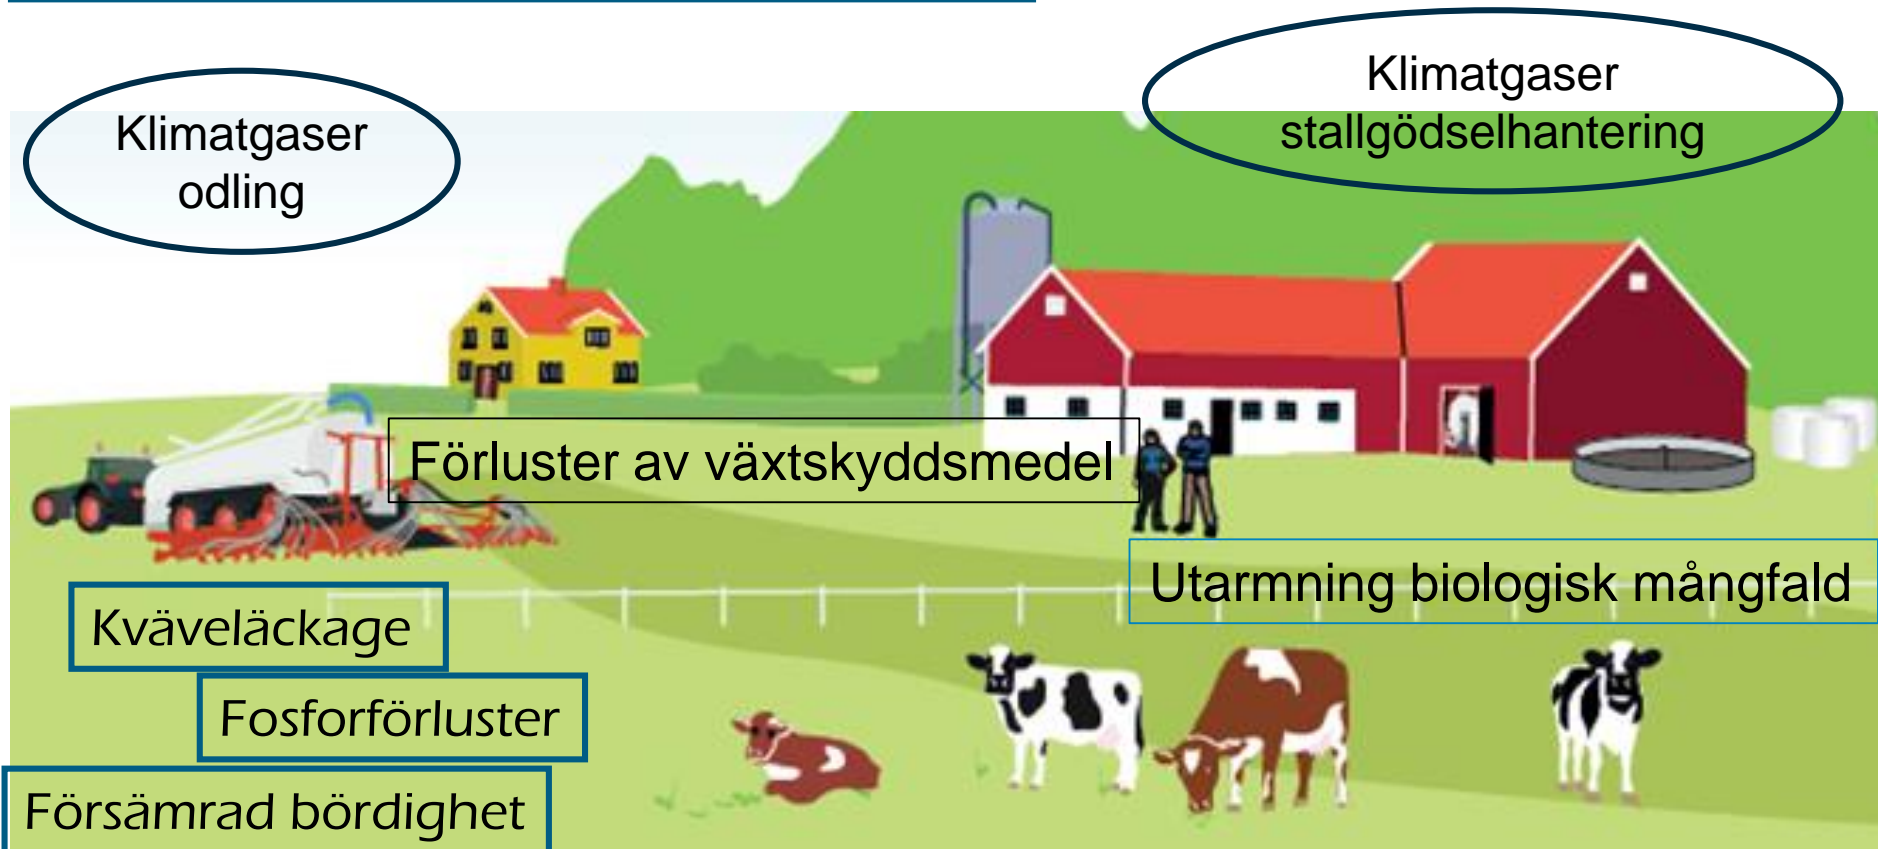 Klimatgaser
stallgödselhantering
Klimatgaser
odling
Förluster av växtskyddsmedel
Utarmning biologisk mångfald
Kväveläckage
Fosforförluster
Försämrad bördighet